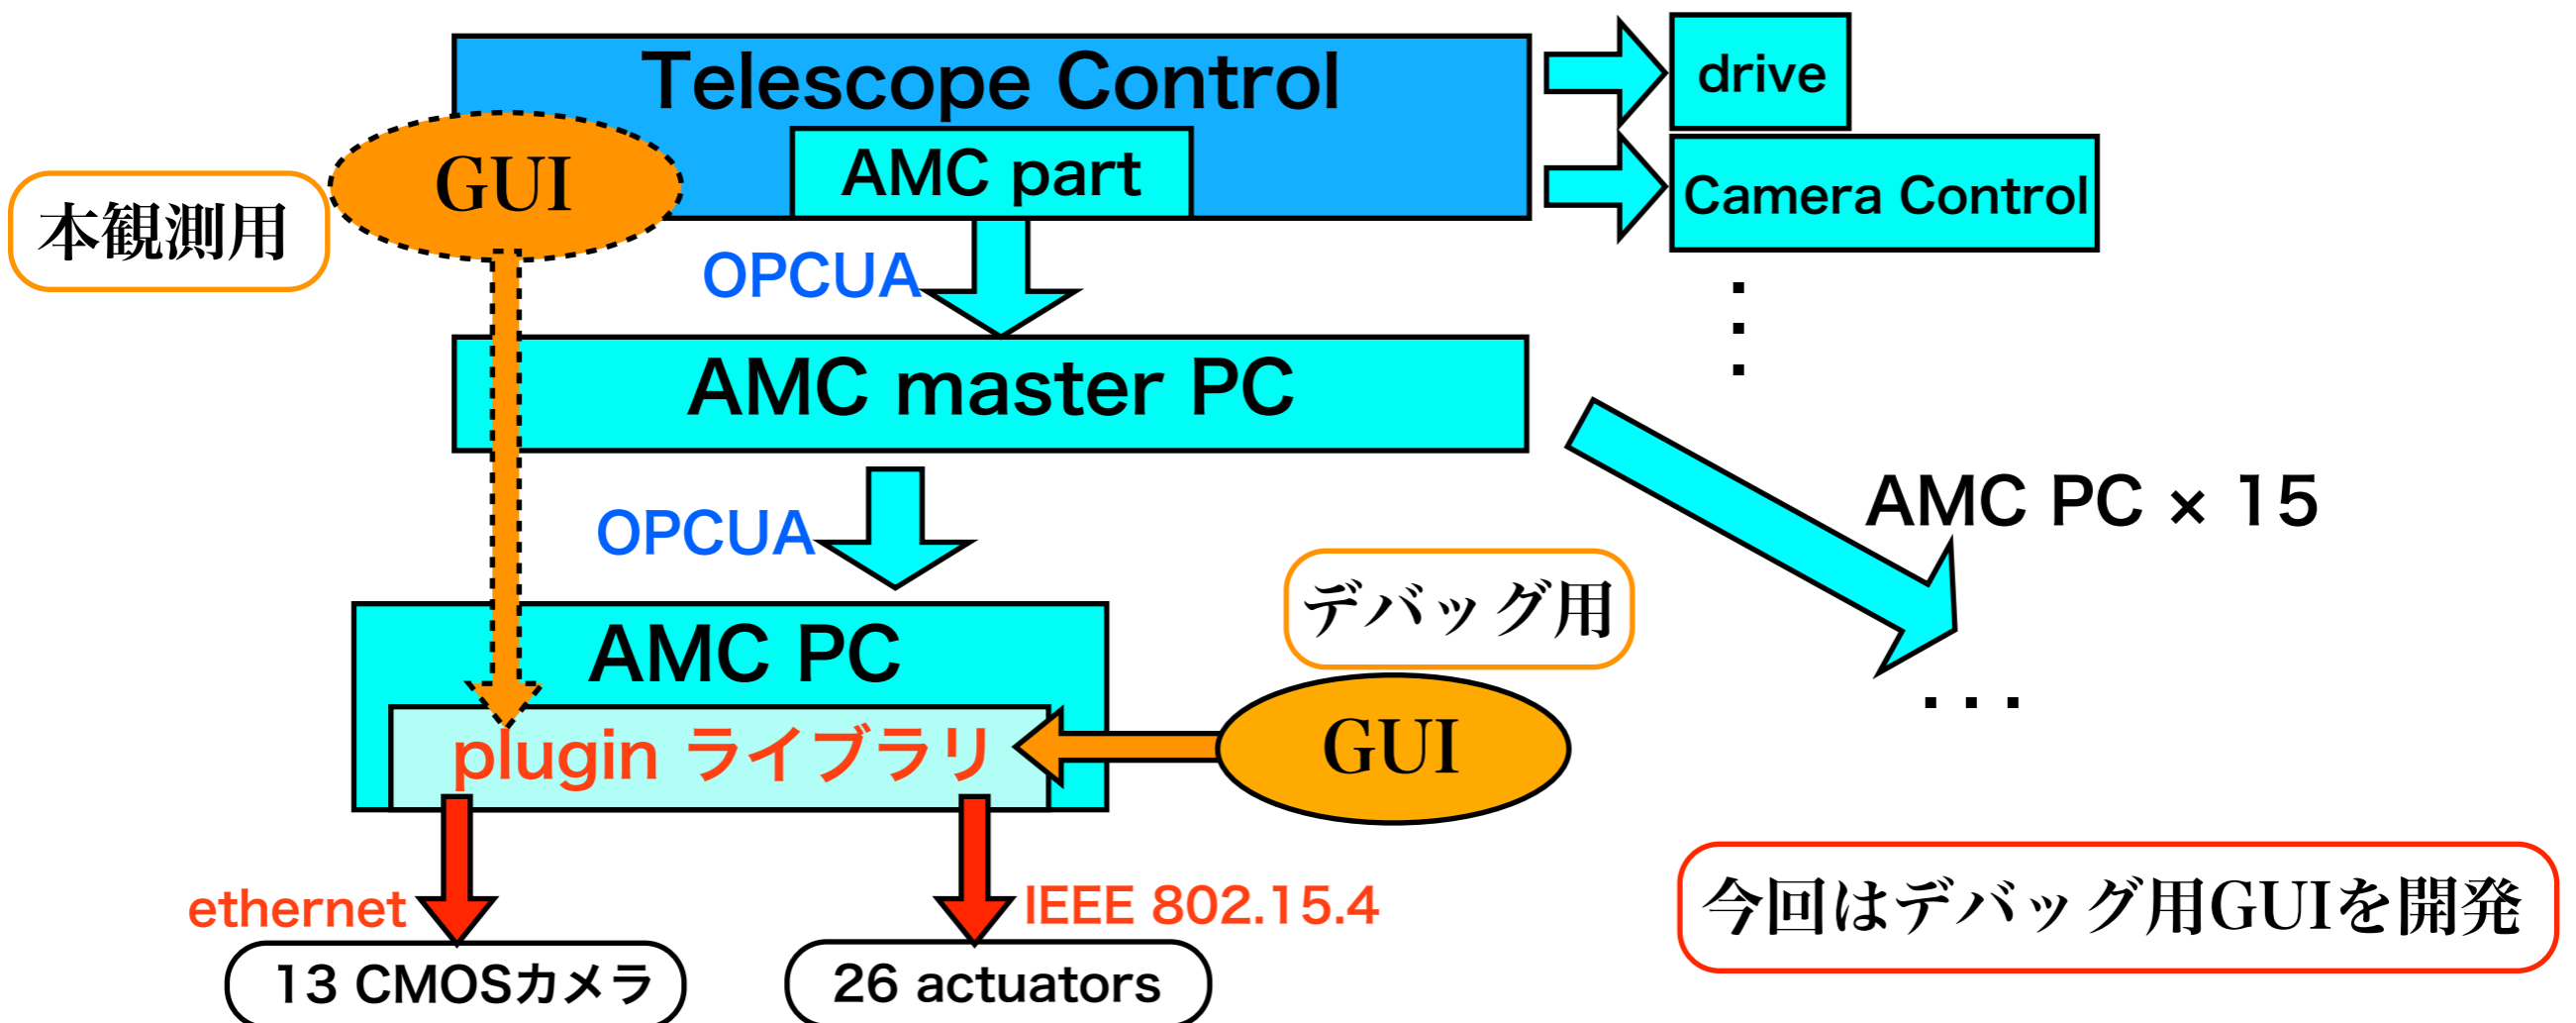 Telescope Control
drive
GUI
AMC part
Camera Control
本観測用
OPCUA
AMC master PC
AMC PC × 15
OPCUA
デバッグ用
AMC PC
plugin ライブラリ
GUI
ethernet
IEEE 802.15.4
今回はデバッグ用GUIを開発
13 CMOSカメラ
26 actuators